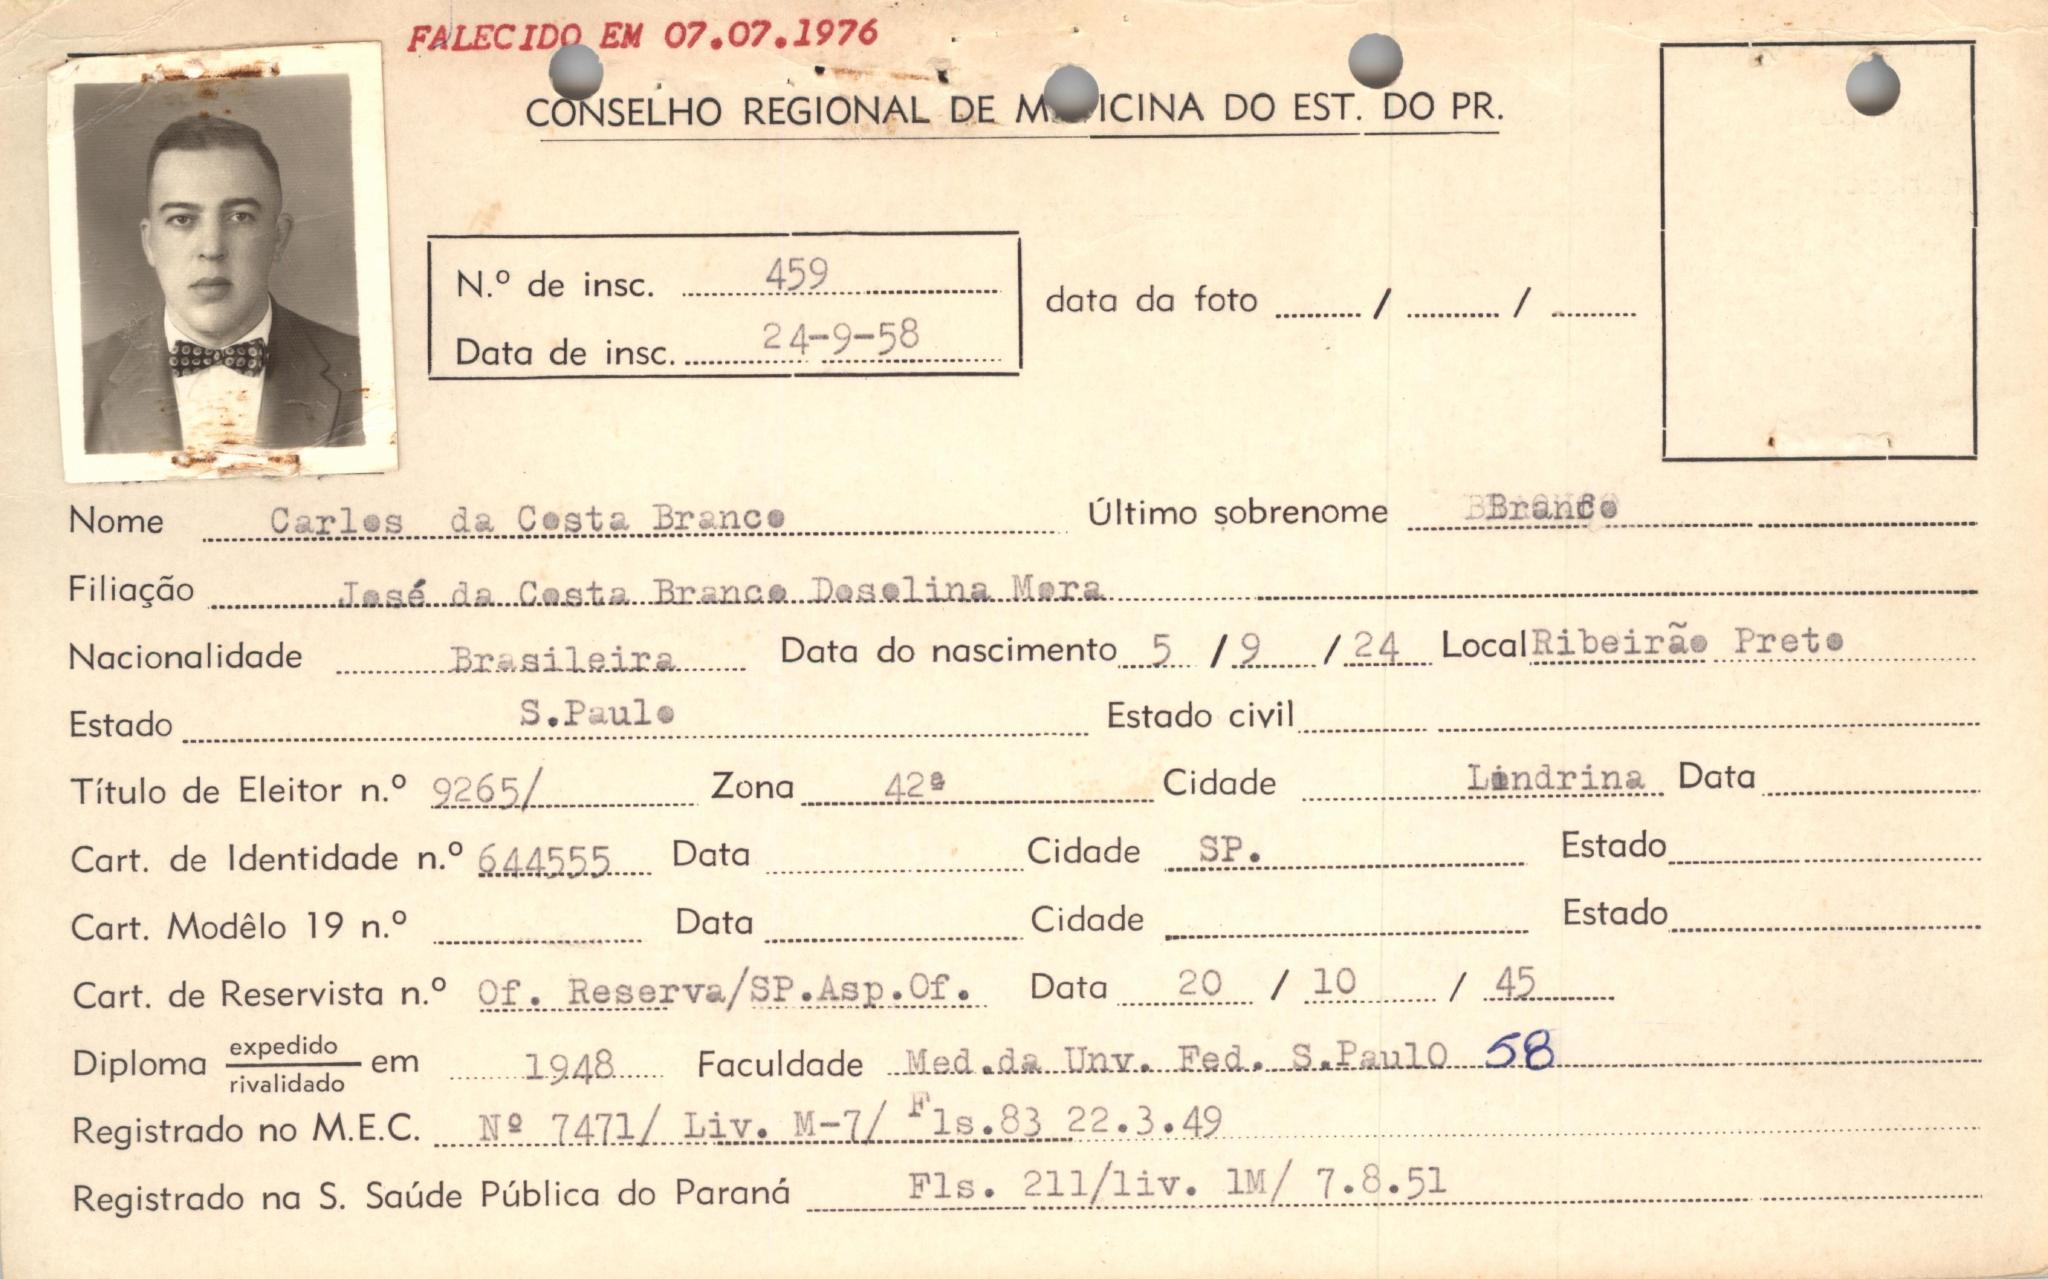 FALECIDO EM 07.07.1976
CONSELHO REGIONAL DE MEDICINA DO EST. DO PR.
N.º de insc. 459
data da foto / /
Data de insc. 24-9-58
Nome Carlos da Costa Branco Último sobrenome Branco
Filiação José da Costa Branco Dosolina Mora
Nacionalidade Brasileira Data do nascimento 5 / 9 / 24 Local Ribeirão Preto
Estado S.Paulo Estado civil
Título de Eleitor n.º 9265/ Zona 42ª Cidade Londrina Data
Cart. de Identidade n.º 644555 Data Cidade SP. Estado
Cart. Modêlo 19 n.º Data Cidade Estado
Cart. de Reservista n.º Of. Reserva/SP.Asp.Of. Data 20 / 10 / 45
Diploma expedido rivalidado em 1948 Faculdade Med.da Unv. Fed. S.PaulO 58
Registrado no M.E.C. Nº 7471/ Liv. M-7/ Fls.83 22.3.49
Registrado na S. Saúde Pública do Paraná Fls. 211/liv. 1M/ 7.8.51